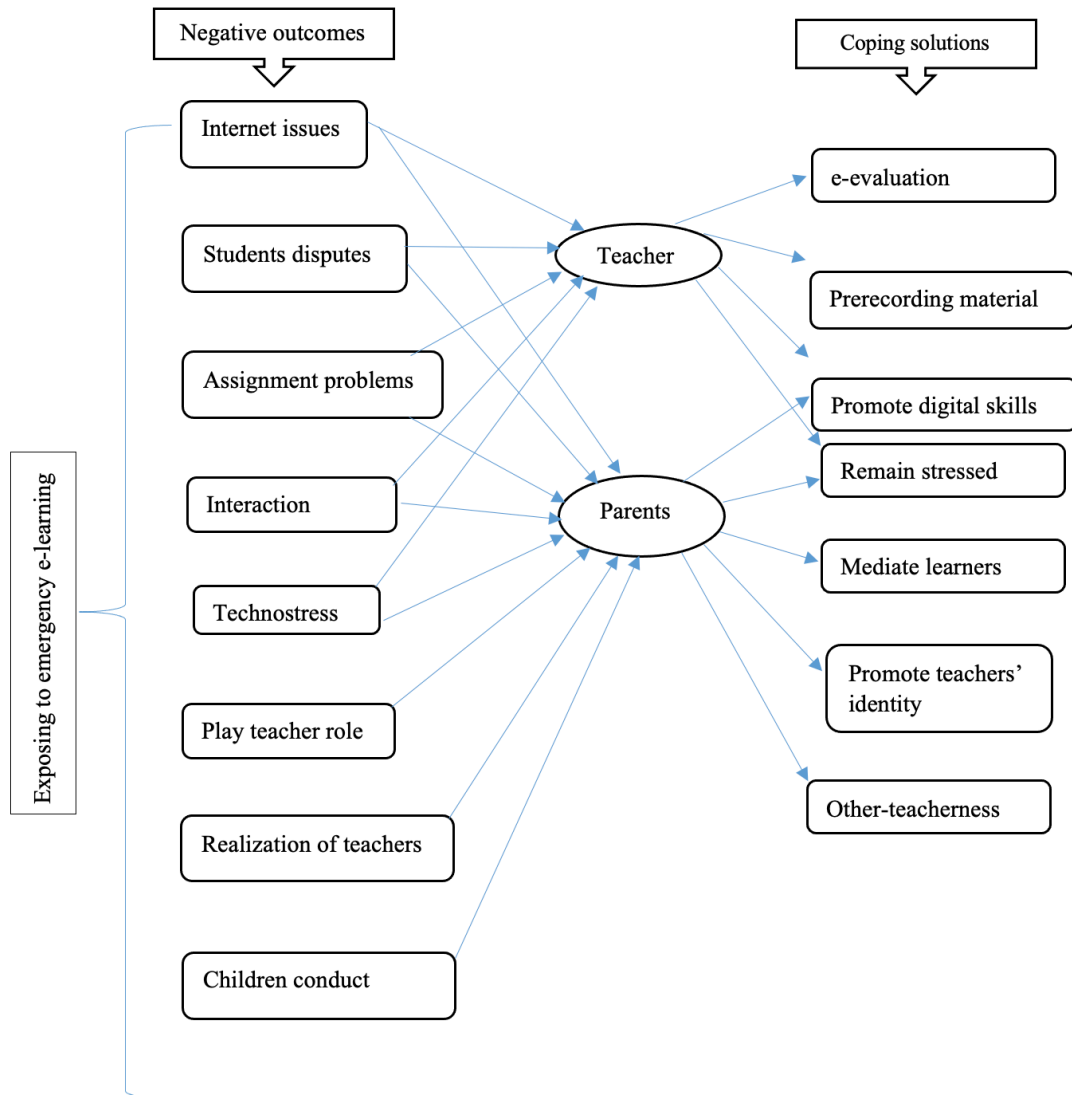 Negative outcomes
Coping solutions
Internet issues
e-evaluation
Students disputes
Teacher
Prerecording material
Assignment problems
Promote digital skills
Remain stressed
Interaction
Parents
Mediate learners
Technostress
Exposing to emergency e-learning
Promote teachers’
identity
Play teacher role
Other-teacherness
Realization of teachers
Children conduct